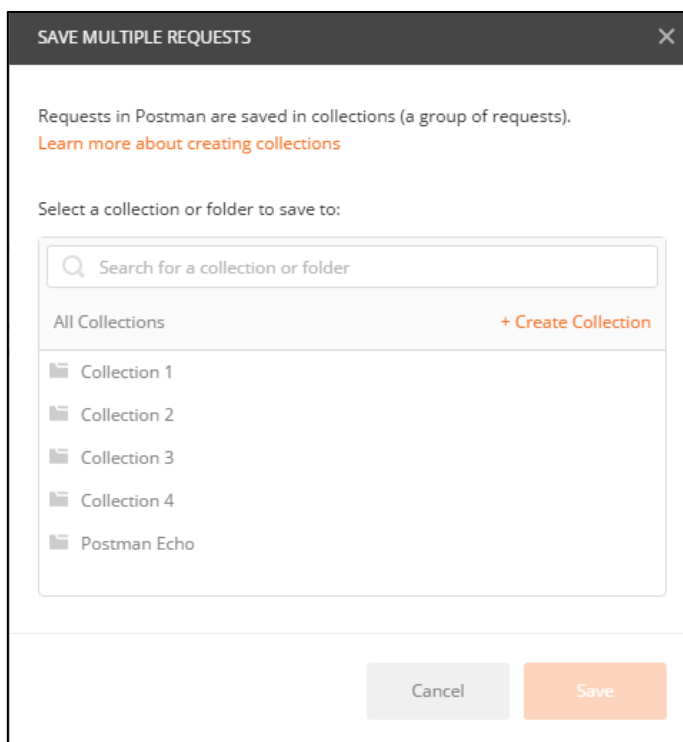 SAVE MULTIPLE REQUESTS
Requests in Postman are saved in collections (a group of requests).
Learn more about creating collections
Select a collection or folder to save to:
Search for a collection or folder
All Collections + Create Collection
Collection 1
Collection 2
Collection 3
Collection 4
Postman Echo
Cancel Save